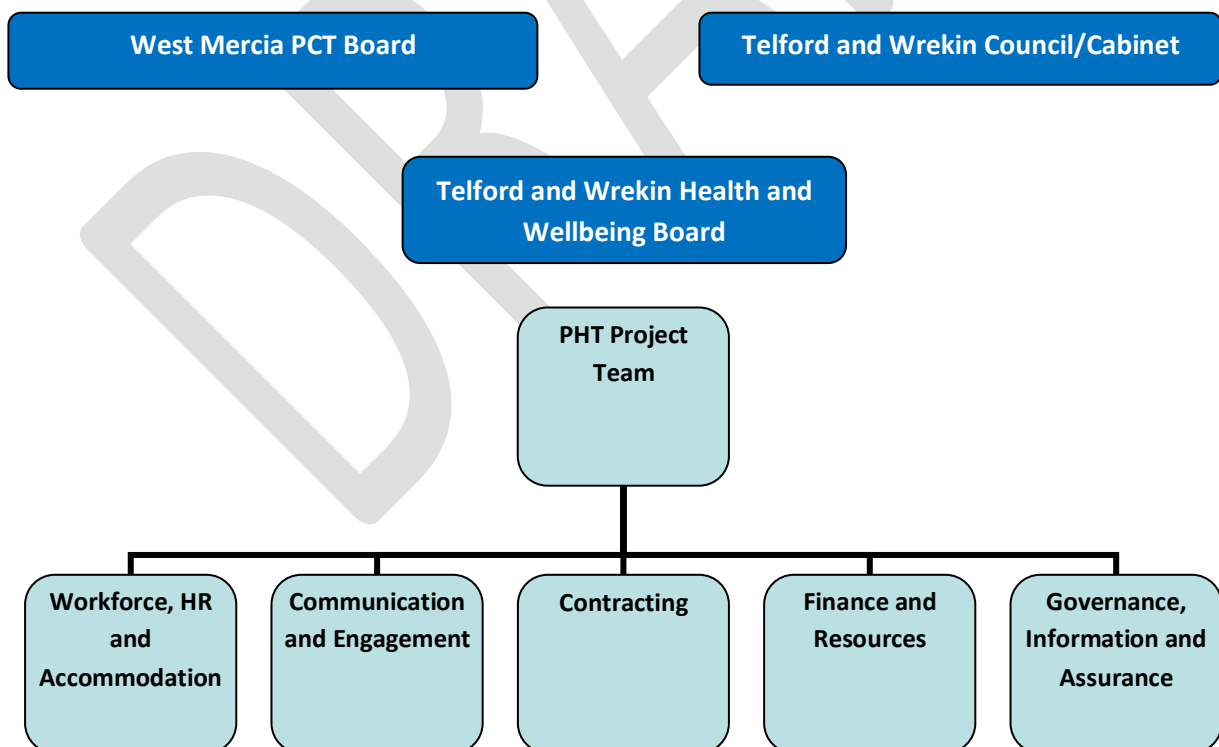 West Mercia PCT Board
Telford and Wrekin Council/Cabinet
Telford and Wrekin Health and
Wellbeing Board
PHT Project
Team
Workforce, HR
and
Accommodation
Communication
and Engagement
Contracting
Finance and
Resources
Governance,
Information and
Assurance